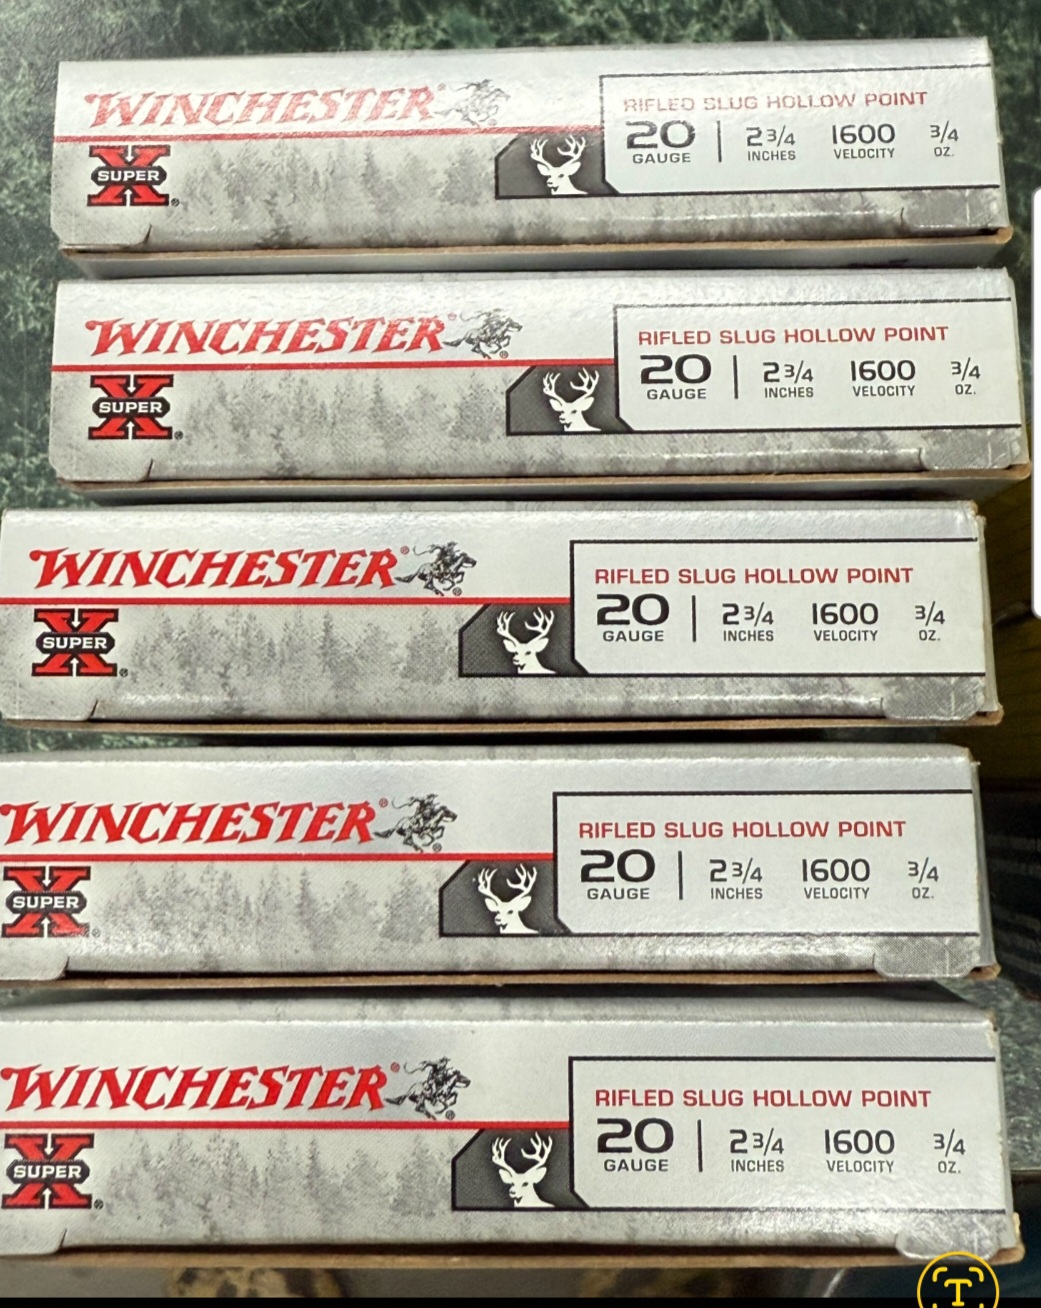 WINCHESTER®
SUPER X®
RIFLED SLUG HOLLOW POINT
20 2 3/4 1600 3/4
GAUGE INCHES VELOCITY OZ.
WINCHESTER®
SUPER X®
RIFLED SLUG HOLLOW POINT
20 2 3/4 1600 3/4
GAUGE INCHES VELOCITY OZ.
WINCHESTER®
SUPER X®
RIFLED SLUG HOLLOW POINT
20 2 3/4 1600 3/4
GAUGE INCHES VELOCITY OZ.
WINCHESTER®
SUPER X®
RIFLED SLUG HOLLOW POINT
20 2 3/4 1600 3/4
GAUGE INCHES VELOCITY OZ.
WINCHESTER®
SUPER X®
RIFLED SLUG HOLLOW POINT
20 2 3/4 1600 3/4
GAUGE INCHES VELOCITY OZ.
T